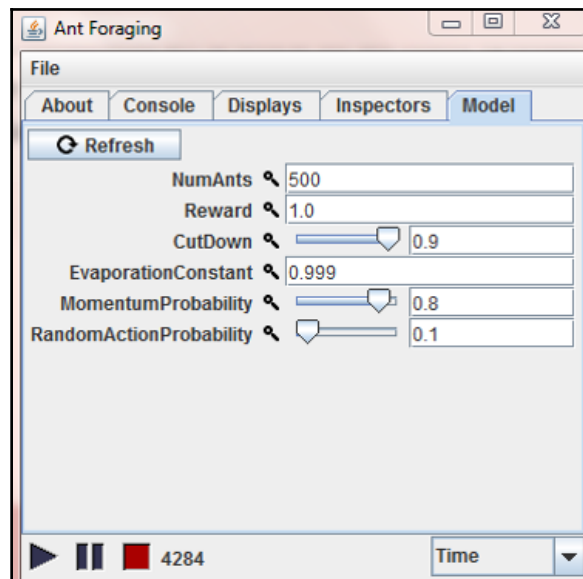 Ant Foraging
File
About Console Displays Inspectors Model
Refresh
NumAnts 500
Reward 1.0
CutDown 0.9
EvaporationConstant 0.999
MomentumProbability 0.8
RandomActionProbability 0.1
4284 Time